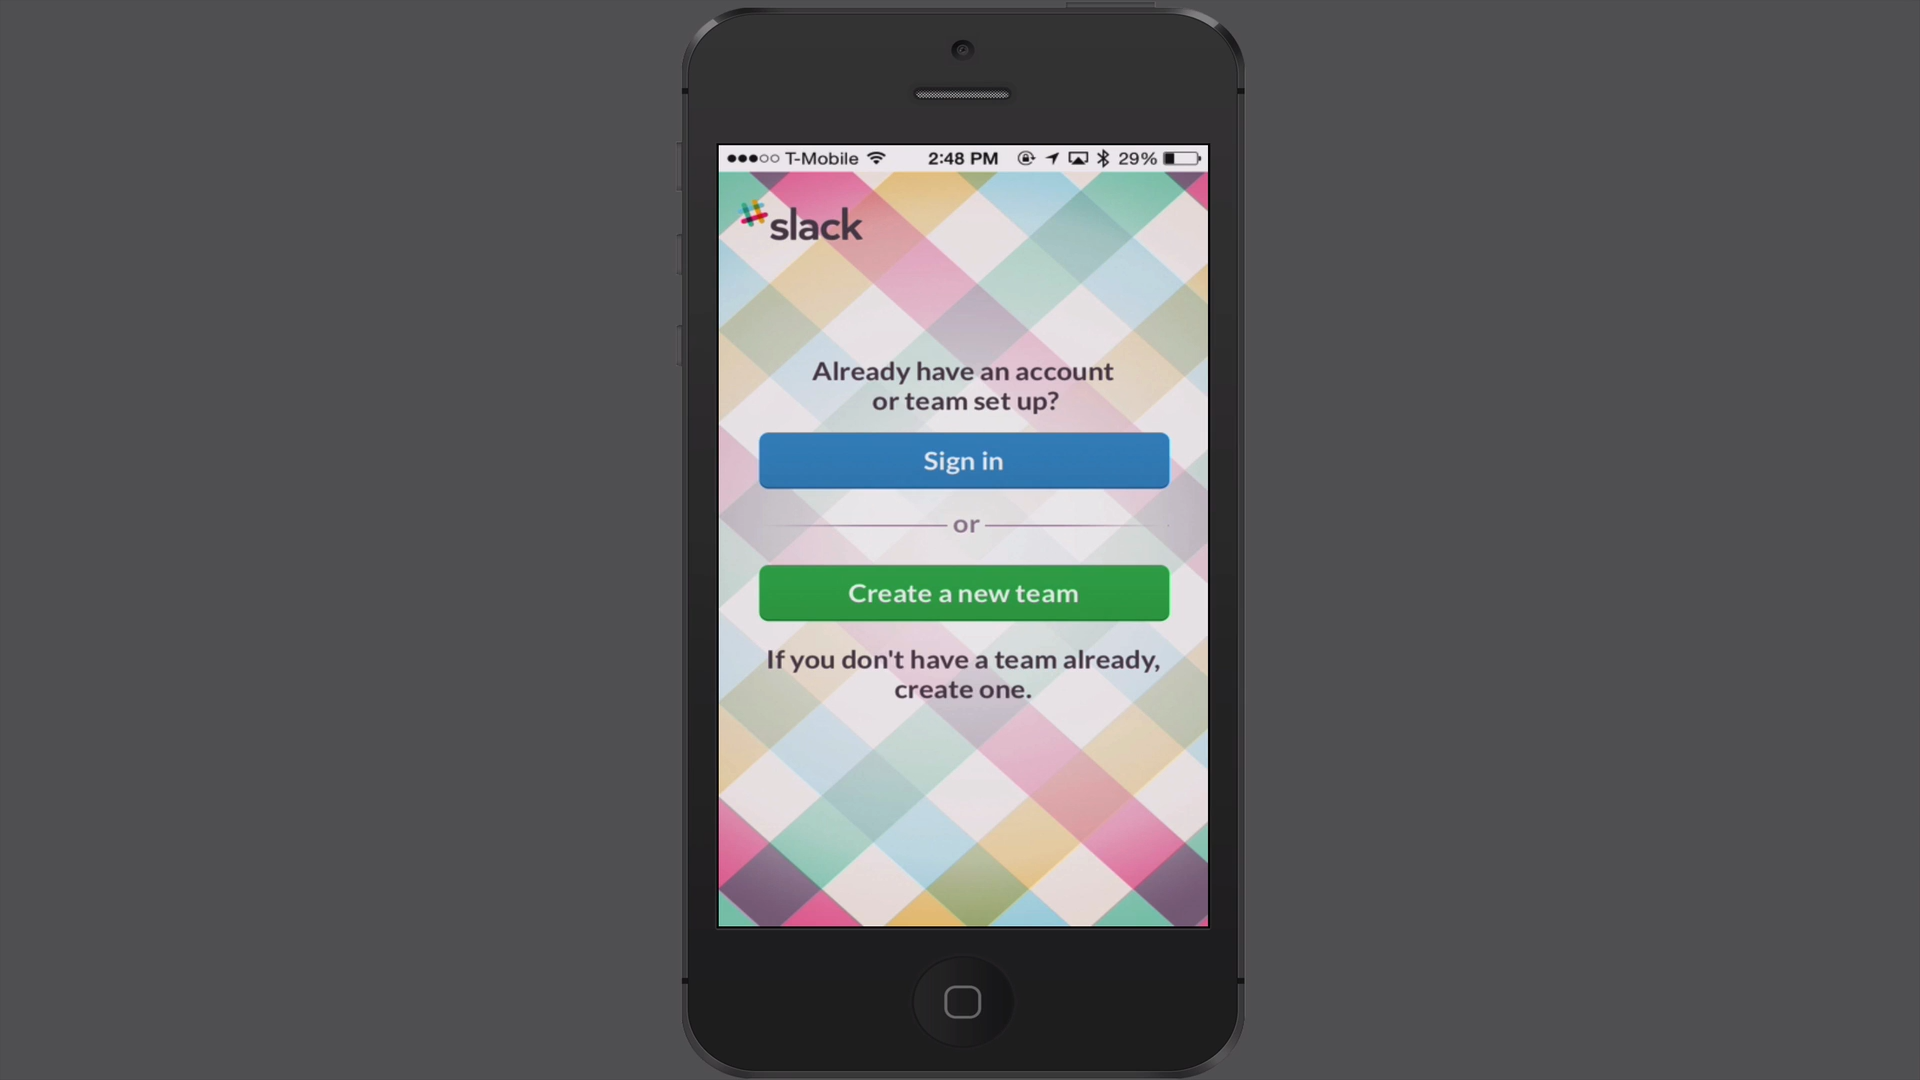 T-Mobile 2:48 PM 29%
slack
Already have an account
or team set up?
Sign in
or
Create a new team
If you don't have a team already,
create one.